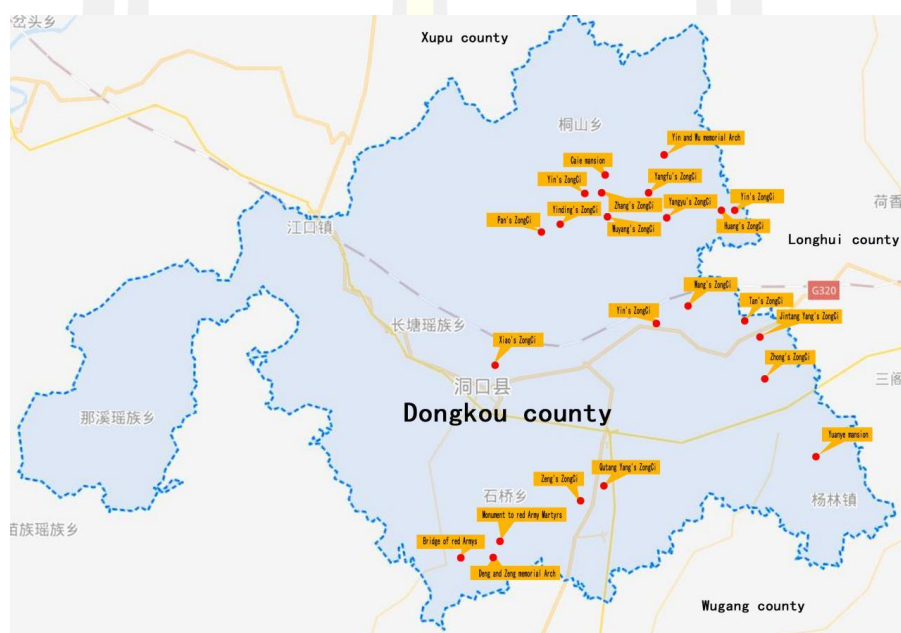 岔头乡
Xupu county
桐山乡
Yin and Wu memorial Arch
Caie mansion
Yin's ZongCi
Yangfu's ZongCi
Zhang's ZongCi
Yangyu's ZongCi
Yin's ZongCi
荷香
Pan's ZongCi
Yinding's ZongCi
Wuyang's ZongCi
Huang's ZongCi
江口镇
Longhui county
G320
Wang's ZongCi
Tan's ZongCi
Yin's ZongCi
Jintang Yang's ZongCi
长塘瑶族乡
Xiao's ZongCi
Zhong's ZongCi
三阁
洞口县
Dongkou county
那溪瑶族乡
Yuanye mansion
Qutang Yang's ZongCi
Zeng's ZongCi
石桥乡
杨林镇
Monument to red Army Martyrs
苗族瑶族乡
Bridge of red Armys
Deng and Zeng memorial Arch
Wugang county